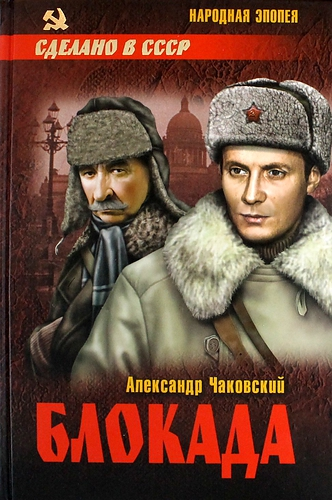 НАРОДНАЯ ЭПОПЕЯ
СДЕЛАНО В СССР
Александр Чаковский
БЛОКАДА